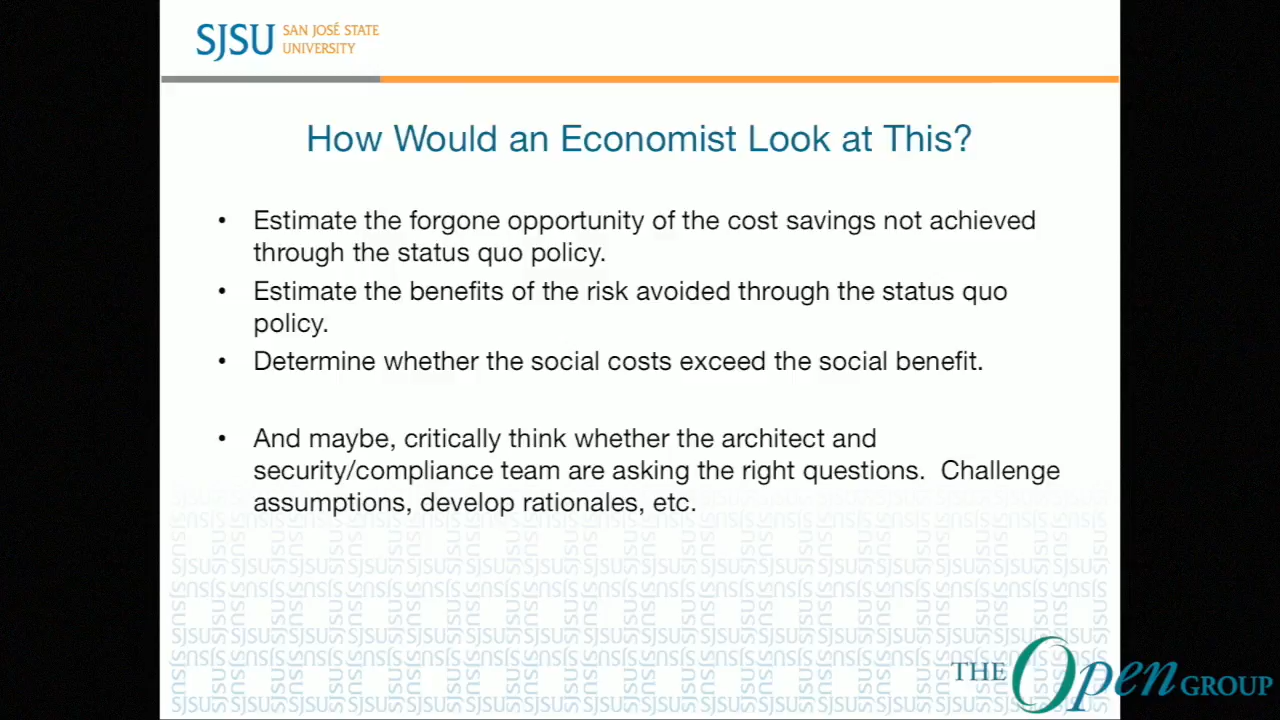 SJSU SAN JOSÉ STATE
UNIVERSITY
How Would an Economist Look at This?
• Estimate the forgone opportunity of the cost savings not achieved
through the status quo policy.
• Estimate the benefits of the risk avoided through the status quo
policy.
• Determine whether the social costs exceed the social benefit.
• And maybe, critically think whether the architect and
security/compliance team are asking the right questions.  Challenge
assumptions, develop rationales, etc.
THE Open GROUP